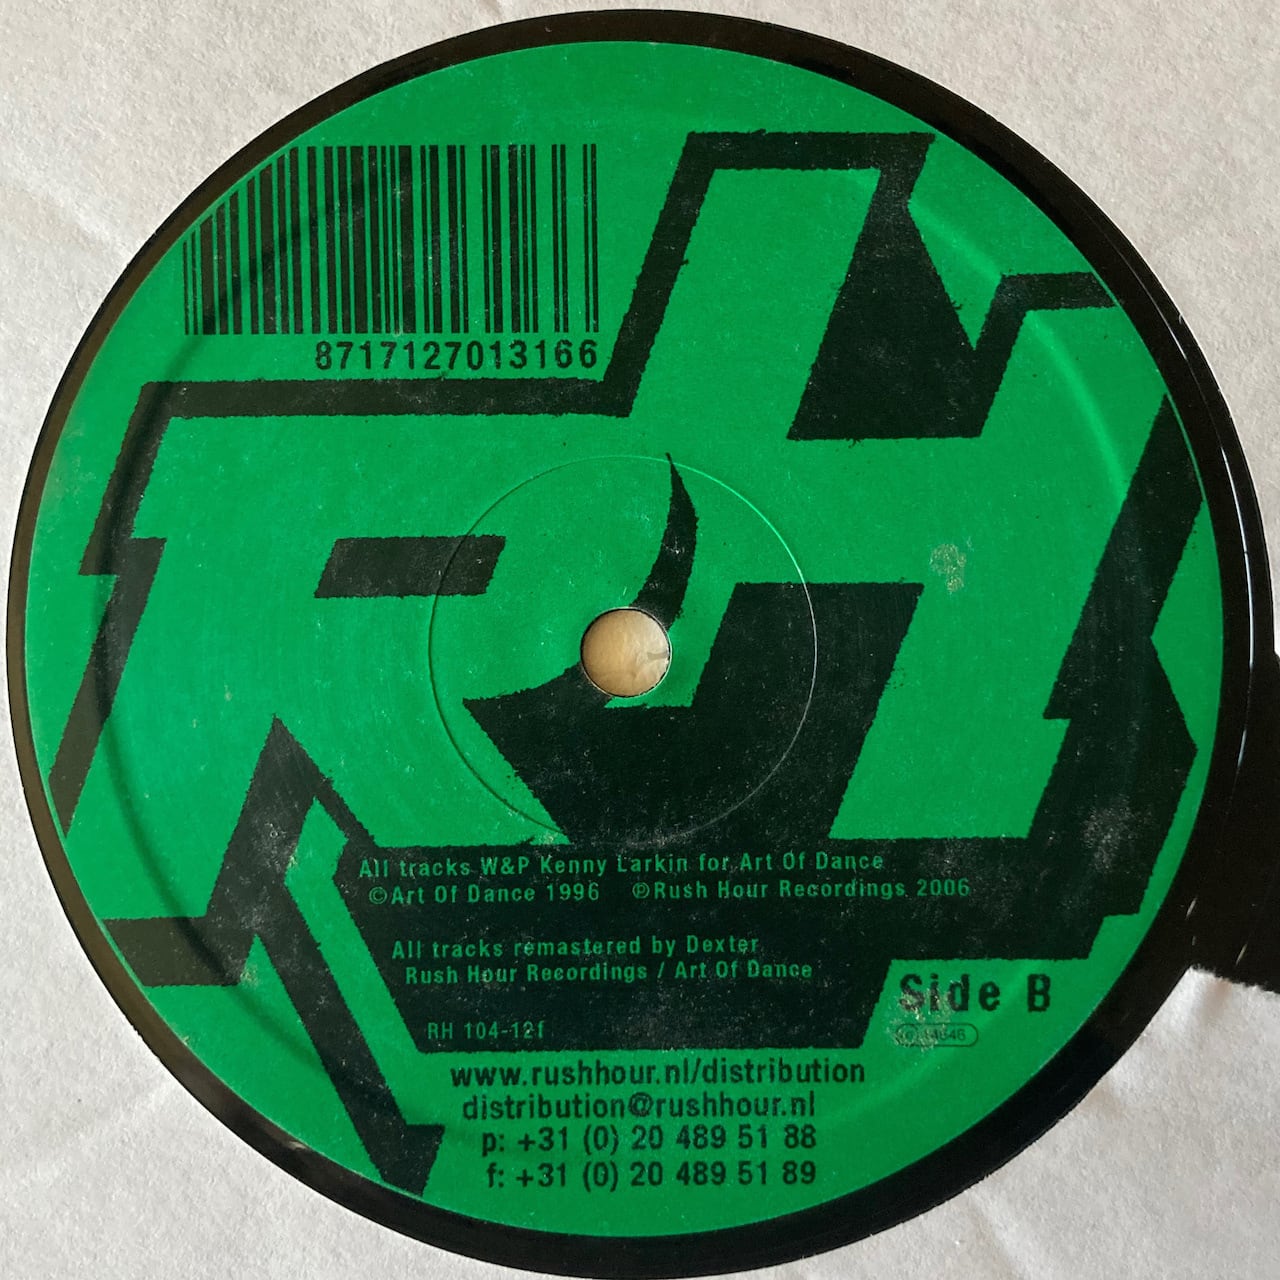 8717127013166
RH
All tracks W&P Kenny Larkin for Art Of Dance
©Art Of Dance 1996 ℗Rush Hour Recordings 2006
All tracks remastered by Dexter
Rush Hour Recordings / Art Of Dance
Side B
RH 104-12f
www.rushhour.nl/distribution
distribution@rushhour.nl
p: +31 (0) 20 489 51 88
f: +31 (0) 20 489 51 89